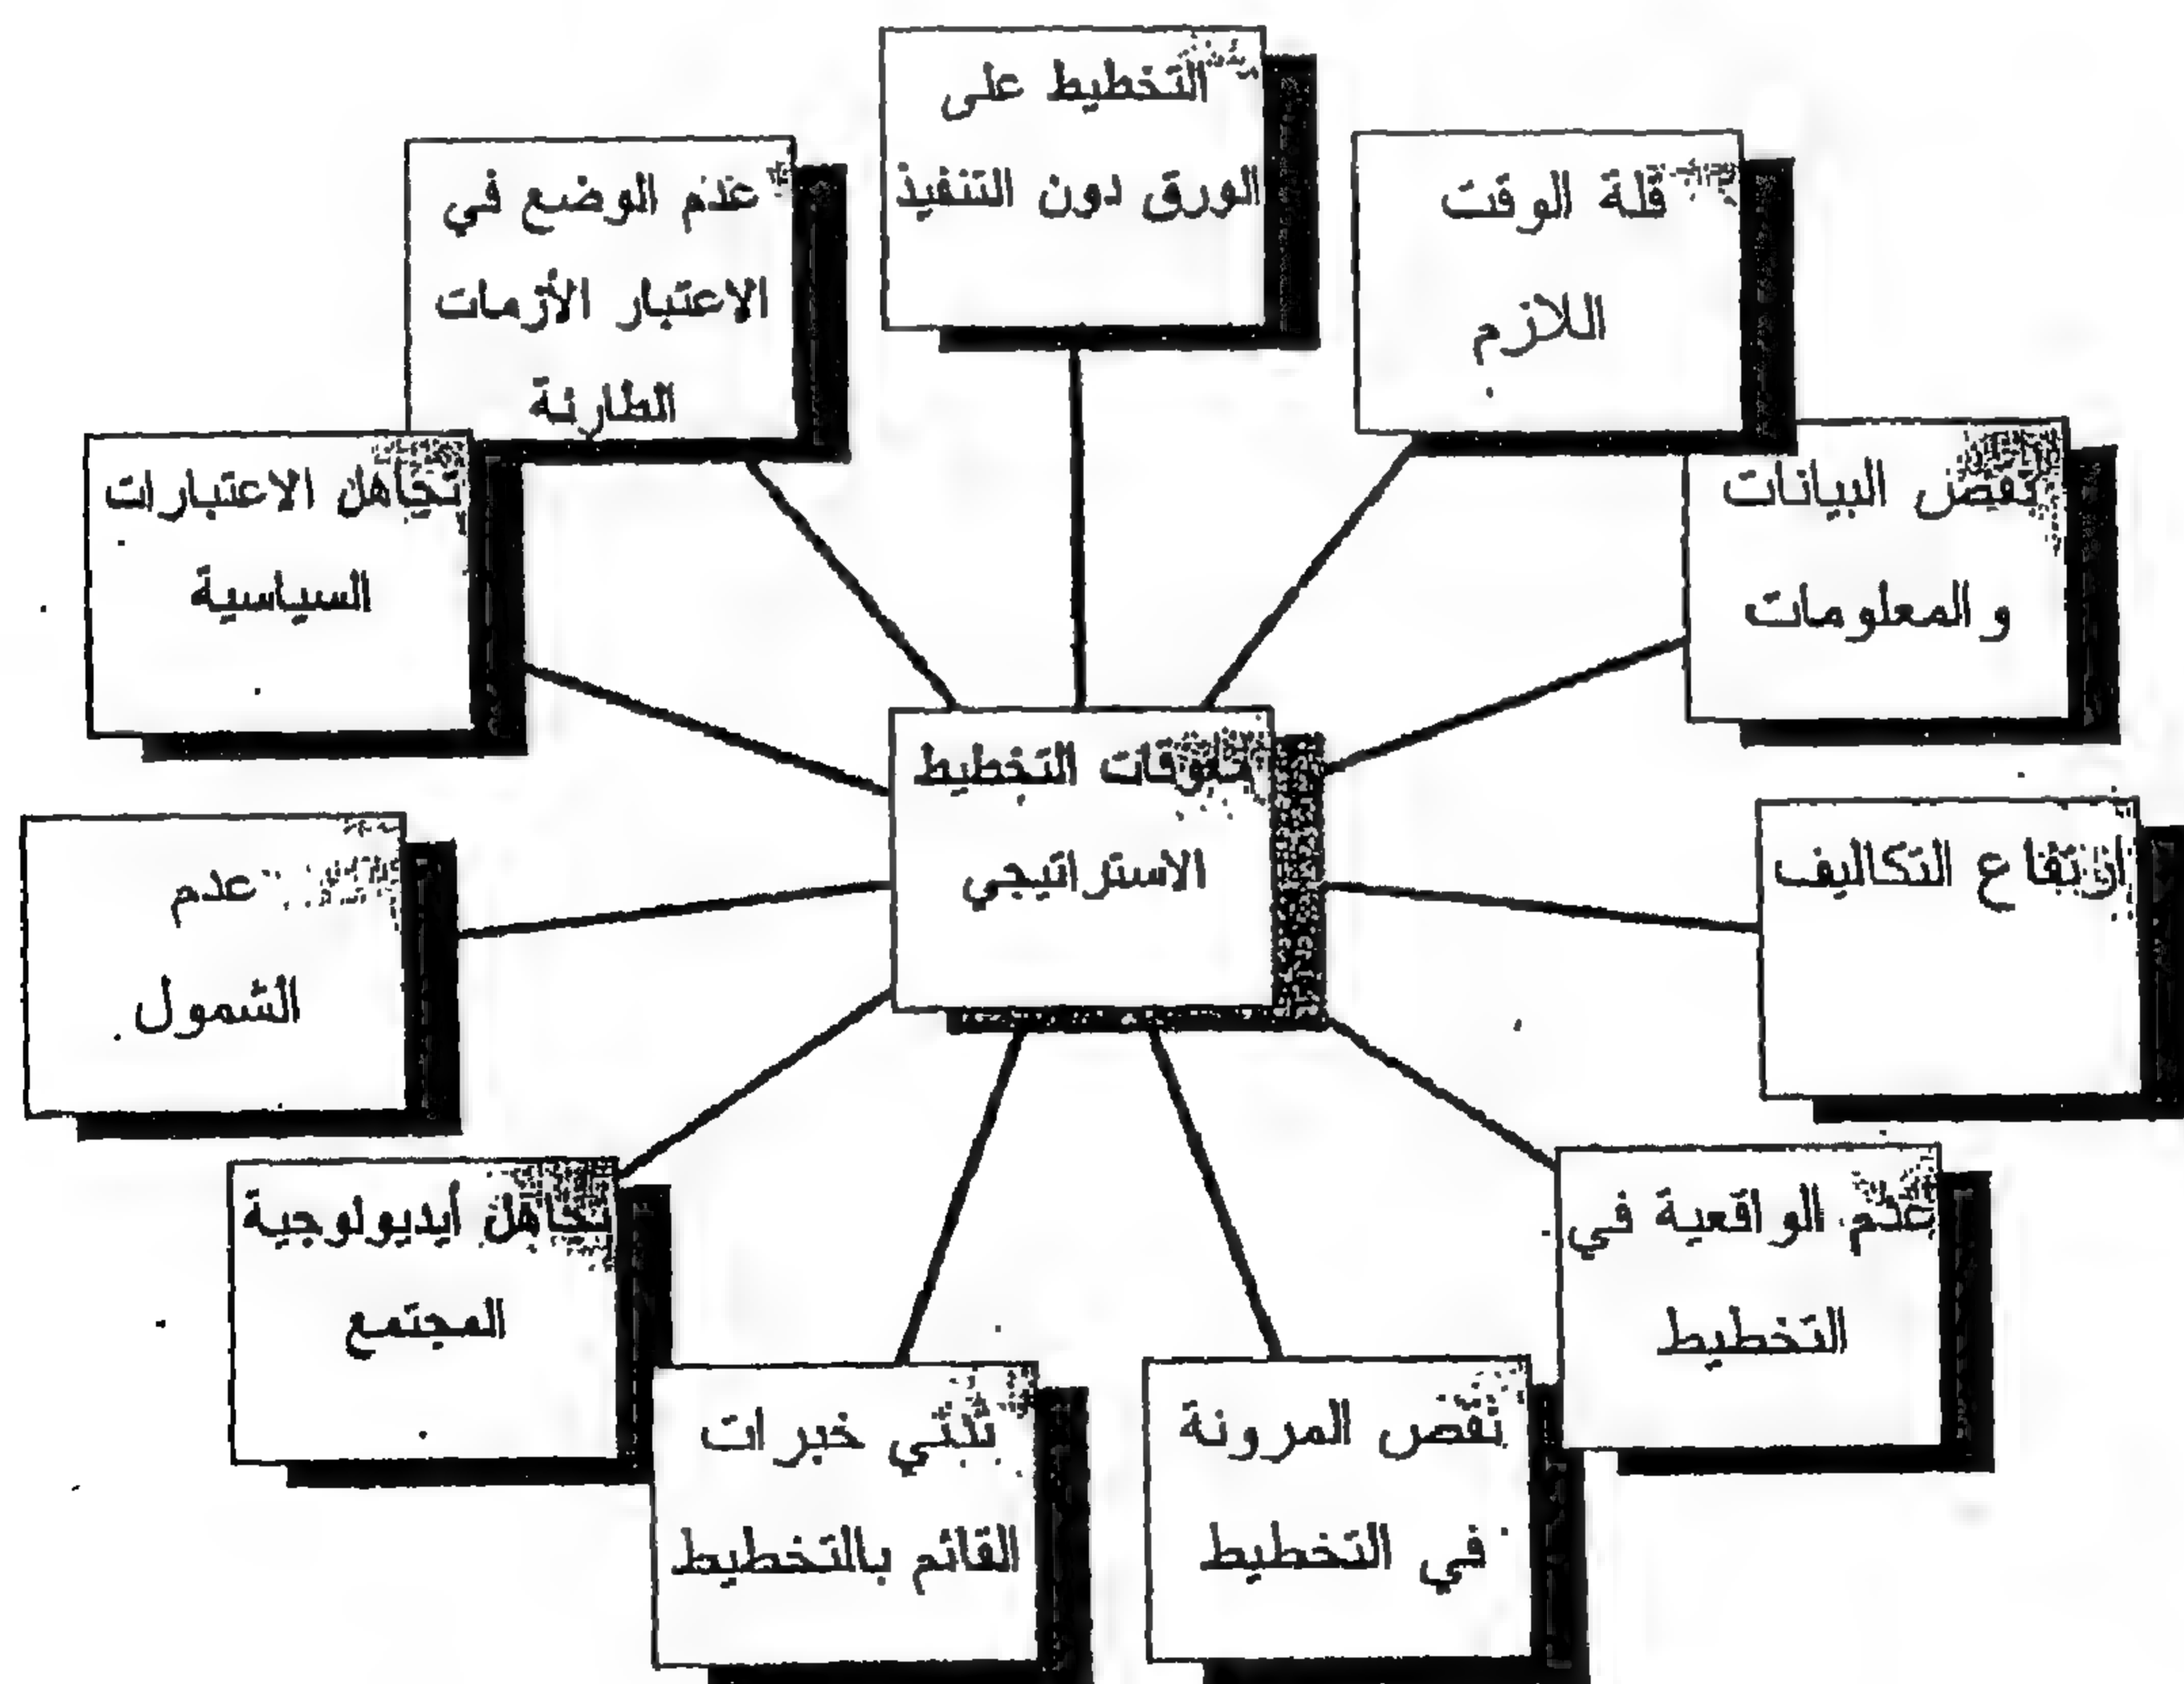 التخطيط على
الورق دون التنفيذ
قلة الوقت
اللازم
نقص البيانات
والمعلومات
ارتفاع التكاليف
عدم الواقعية في
التخطيط
نقص المرونة
في التخطيط
تدني خبرات
القائم بالتخطيط
تجاهل أيديولوجية
المجتمع
عدم
الشمول
تجاهل الاعتبارات
السياسية
عدم الوضع في
الاعتبار الأزمات
الطارئة
معوقات التخطيط
الاستراتيجي